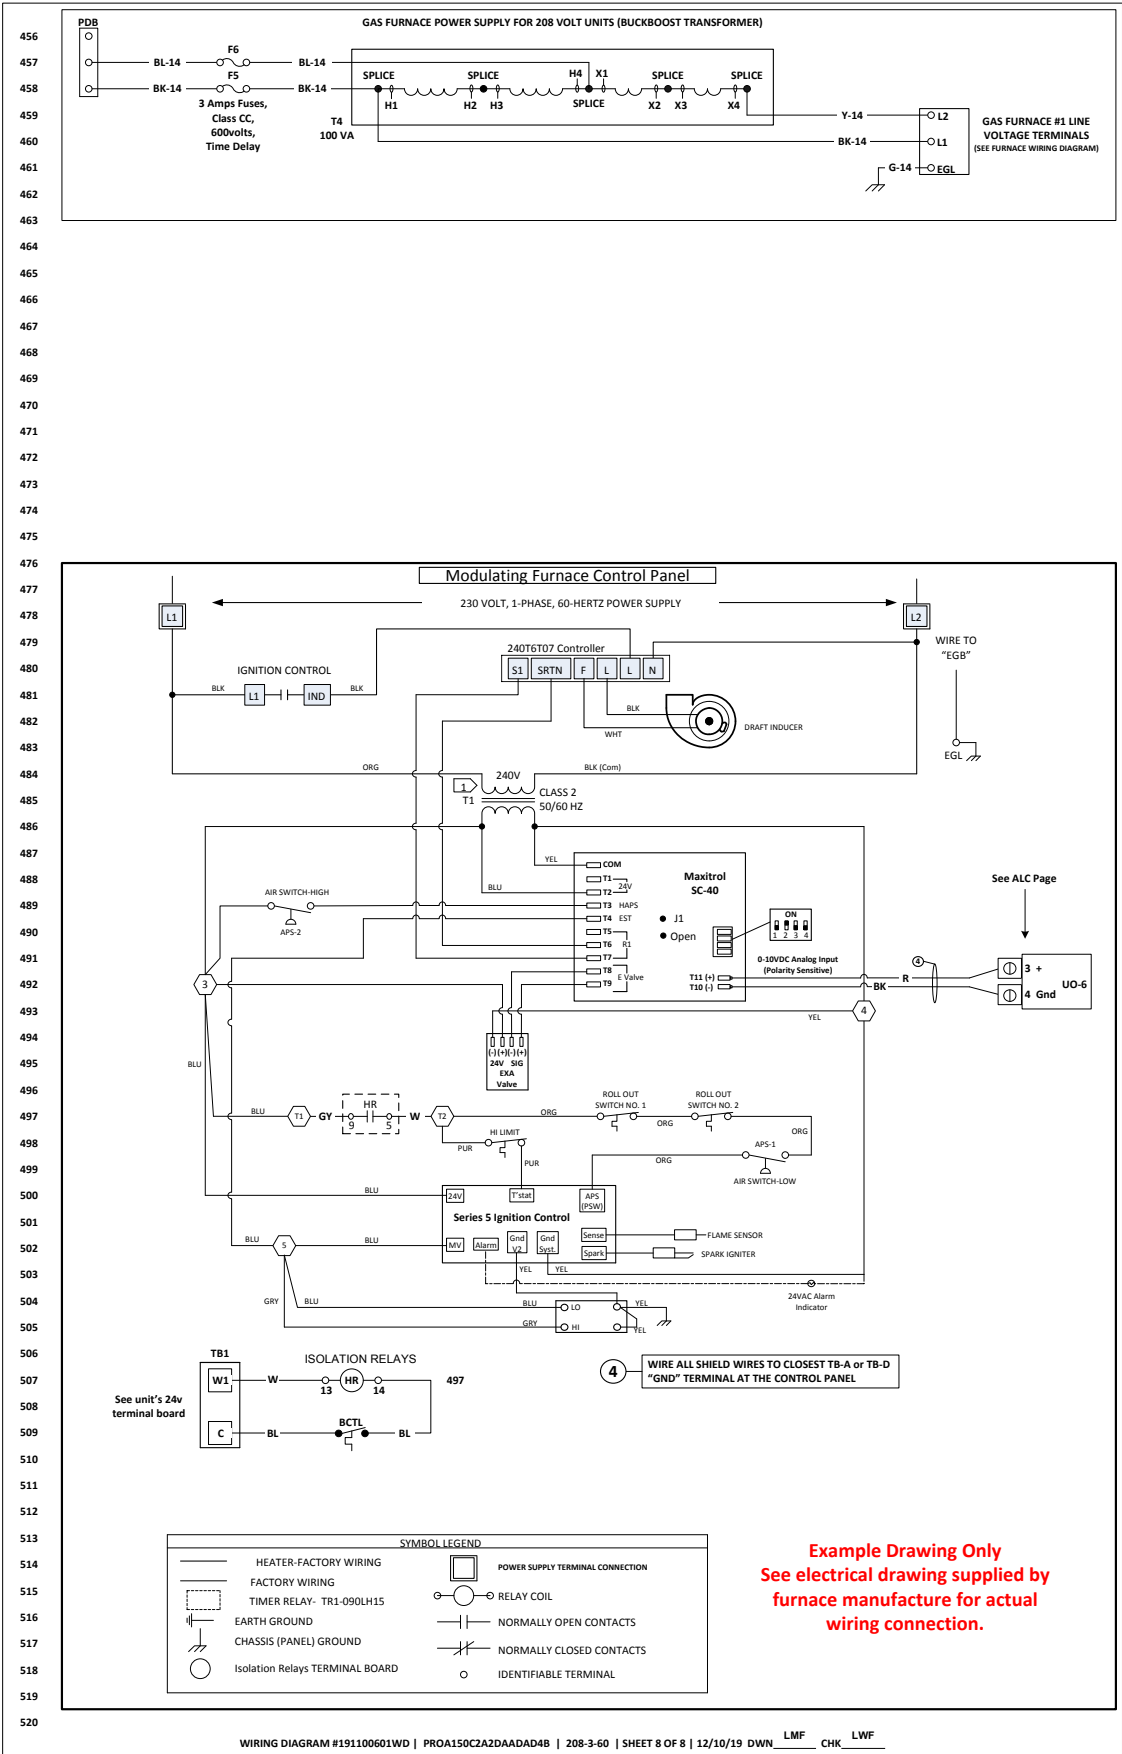 GAS FURNACE POWER SUPPLY FOR 208 VOLT UNITS (BUCKBOOST TRANSFORMER)
PDB
456
F6
457
BL-14
BL-14
F5
H4
X1
SPLICE
SPLICE
SPLICE
SPLICE
458
BK-14
BK-14
H1
H2
H3
SPLICE
X2
X3
X4
3 Amps Fuses,
Class CC,
600volts,
Time Delay
459
T4
100 VA
Y-14
L2
460
BK-14
L1
GAS FURNACE #1 LINE
VOLTAGE TERMINALS
(SEE FURNACE WIRING DIAGRAM)
461
G-14
EGL
462
463
464
465
466
467
468
469
470
471
472
473
474
475
476
Modulating Furnace Control Panel
477
230 VOLT, 1-PHASE, 60-HERTZ POWER SUPPLY
478
L1
L2
479
WIRE TO
"EGB"
240T6T07 Controller
480
IGNITION CONTROL
S1
SRTN
F
L
L
N
481
BLK
L1
IND
BLK
BLK
482
WHT
DRAFT INDUCER
483
EGL
484
ORG
240V
BLK (Com)
1
T1
485
CLASS 2
50/60 HZ
486
487
YEL
COM
Maxitrol
SC-40
488
BLU
T1
T2
24V
See ALC Page
489
AIR SWITCH-HIGH
T3
HAPS
APS-2
T4
EST
J1
ON
1 2 3 4
490
T5
Open
T6
R1
491
T7
0-10VDC Analog Input
(Polarity Sensitive)
T8
E Valve
T11 (+)
R
4
3 +
492
3
T9
T10 (-)
BK
4 Gnd
UO-6
493
YEL
4
494
(-)(+)(-)(+)
495
BLU
24V SIG
EXA
Valve
496
ROLL OUT
SWITCH NO. 1
ROLL OUT
SWITCH NO. 2
HR
497
BLU
T1
GY
9
5
W
T2
ORG
ORG
ORG
498
HI LIMIT
PUR
PUR
APS-1
499
ORG
AIR SWITCH-LOW
500
BLU
24V
T'stat
APS
(PSW)
501
Series 5 Ignition Control
Sense
FLAME SENSOR
502
5
BLU
MV
Alarm
Gnd
V2
Gnd
Syst.
Spark
SPARK IGNITER
503
YEL
YEL
24VAC Alarm
Indicator
504
GRY
BLU
BLU
LO
YEL
505
GRY
HI
YEL
506
TB1
ISOLATION RELAYS
4
WIRE ALL SHIELD WIRES TO CLOSEST TB-A or TB-D
"GND" TERMINAL AT THE CONTROL PANEL
507
W1
W
13
HR
14
497
508
See unit's 24v
terminal board
509
C
BL
BCTL
BL
510
511
512
513
SYMBOL LEGEND
514
HEATER-FACTORY WIRING
POWER SUPPLY TERMINAL CONNECTION
FACTORY WIRING
515
TIMER RELAY- TR1-090LH15
RELAY COIL
516
EARTH GROUND
NORMALLY OPEN CONTACTS
517
CHASSIS (PANEL) GROUND
NORMALLY CLOSED CONTACTS
518
Isolation Relays TERMINAL BOARD
IDENTIFIABLE TERMINAL
519
520
Example Drawing Only
See electrical drawing supplied by
furnace manufacture for actual
wiring connection.
WIRING DIAGRAM #191100601WD | PROA150C2A2DAADAD4B | 208-3-60 | SHEET 8 OF 8 | 12/10/19 DWN LMF CHK LWF